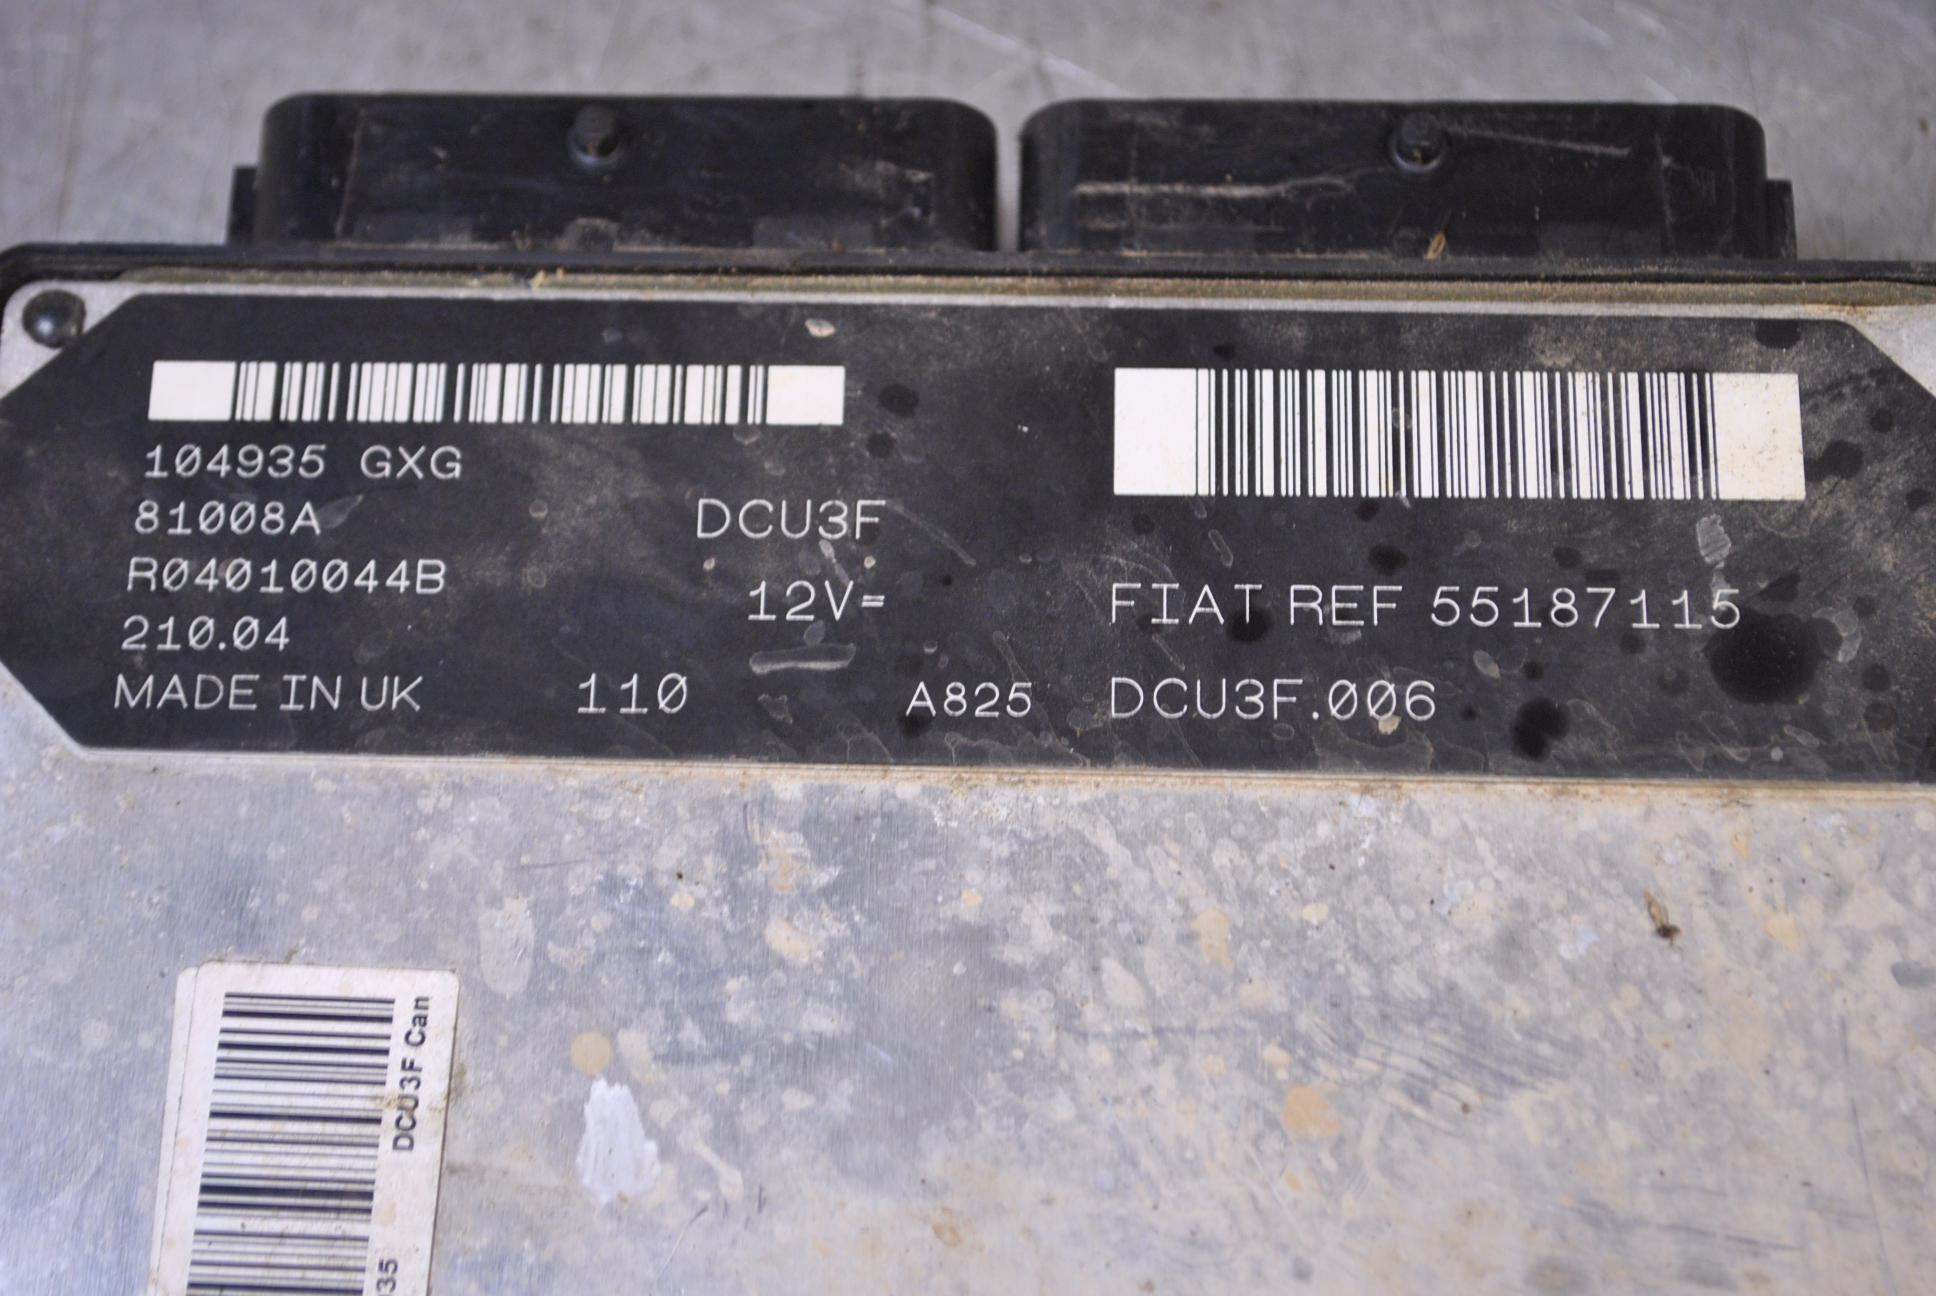 104935 GXG
81008A
R04010044B
210.04
MADE IN UK
110
DCU3F
12V=
A825
FIAT REF 55187115
DCU3F.006
DCU3F Can